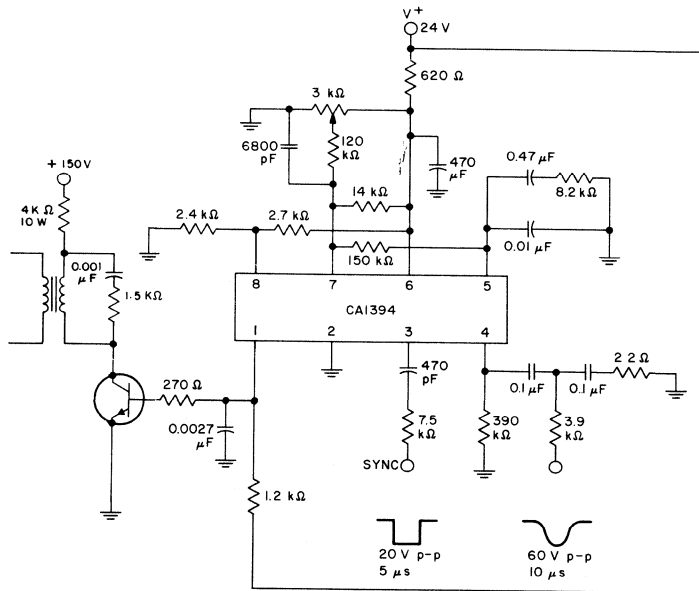 V+
24 V
620 Ω
3 kΩ
6800
pF
120
kΩ
470
μF
0.47 μF
8.2 kΩ
+ 150 V
4K Ω
10 W
14 kΩ
2.4 kΩ
2.7 kΩ
0.01 μF
150 kΩ
0.001
μF
1.5 KΩ
8
7
6
5
CA1394
1
2
3
4
270 Ω
470
pF
0.1 μF
0.1 μF
2 2 Ω
0.0027
μF
7.5
kΩ
390
kΩ
3.9
kΩ
SYNC
1.2 kΩ
20 V p-p
5 μs
60 V p-p
10 μs